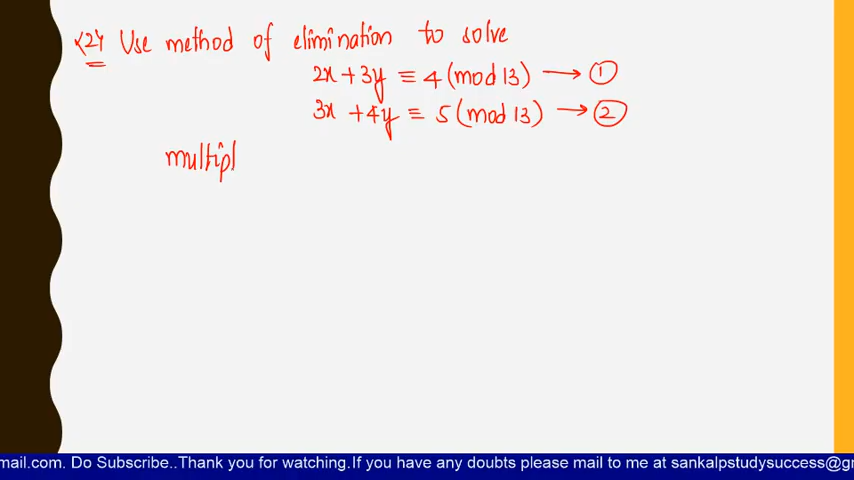 <2> Use method of elimination to solve
2x + 3y ≡ 4 (mod 13) → ①
3x + 4y ≡ 5 (mod 13) → ②
multipl
mail.com. Do Subscribe..Thank you for watching.If you have any doubts please mail to me at sankalpstudysuccess@g